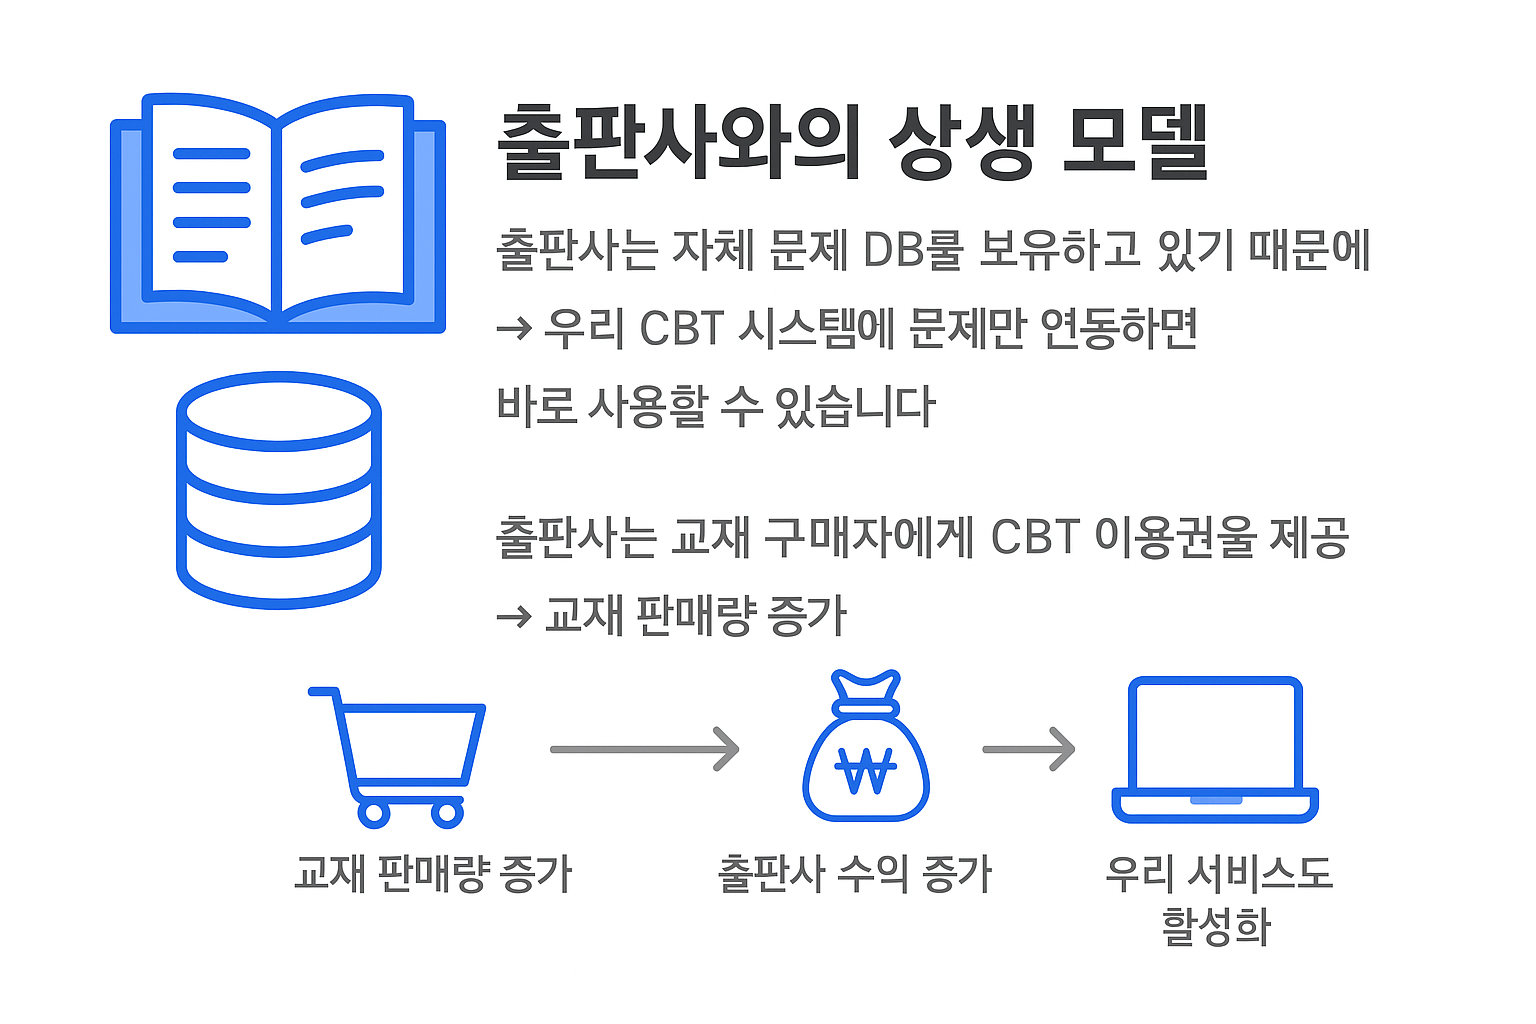 출판사와의 상생 모델
출판사는 자체 문제 DB룰 보유하고 있기 때문에
→ 우리 CBT 시스템에 문제만 연동하면
바로 사용할 수 있습니다
출판사는 교재 구매자에게 CBT 이용권울 제공
→ 교재 판매량 증가
₩
교재 판매량 증가
출판사 수의 증가
우리 서비스도
활성화